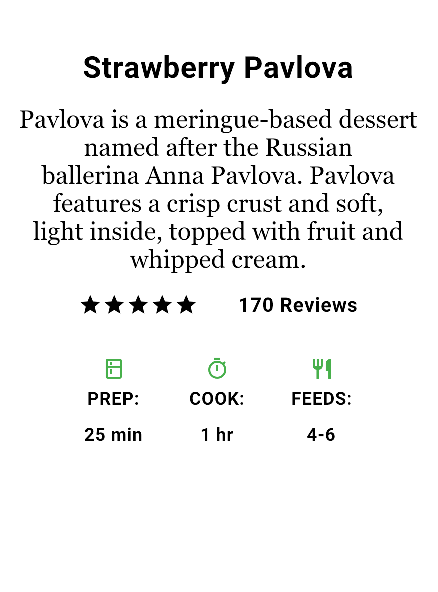 Strawberry Pavlova
Pavlova is a meringue-based dessert
named after the Russian
ballerina Anna Pavlova. Pavlova
features a crisp crust and soft,
light inside, topped with fruit and
whipped cream.
170 Reviews
PREP: COOK: FEEDS:
25 min 1 hr 4-6